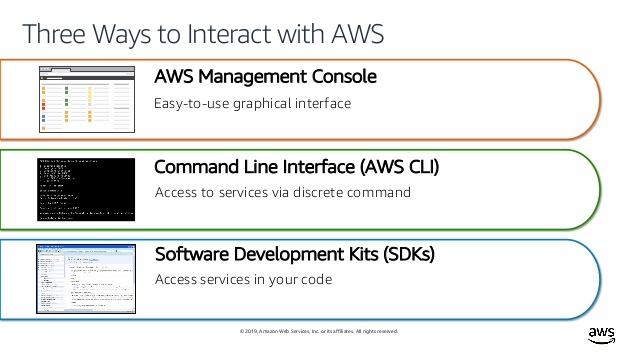 Three Ways to Interact with AWS
AWS Management Console
Easy-to-use graphical interface
Command Line Interface (AWS CLI)
Access to services via discrete command
Software Development Kits (SDKs)
Access services in your code
© 2019, Amazon Web Services, Inc. or its affiliates. All rights reserved.
aws